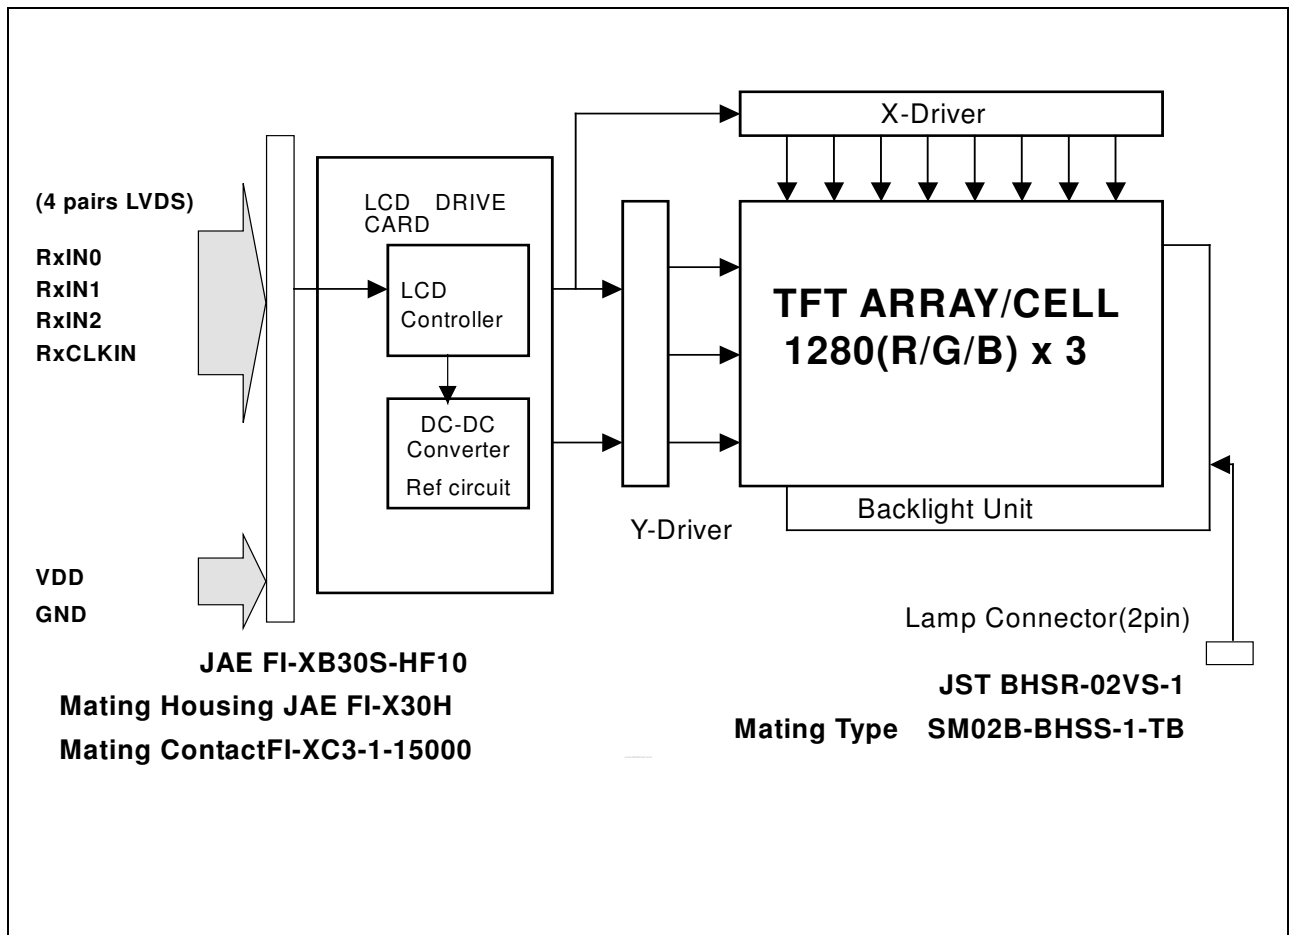 X-Driver
(4 pairs LVDS)
RxIN0
RxIN1
RxIN2
RxCLKIN
LCD DRIVE
CARD
LCD
Controller
DC-DC
Converter
Ref circuit
TFT ARRAY/CELL
1280(R/G/B) x 3
Y-Driver
Backlight Unit
VDD
GND
Lamp Connector(2pin)
JAE FI-XB30S-HF10
Mating Housing JAE FI-X30H
Mating ContactFI-XC3-1-15000
JST BHSR-02VS-1
Mating Type SM02B-BHSS-1-TB